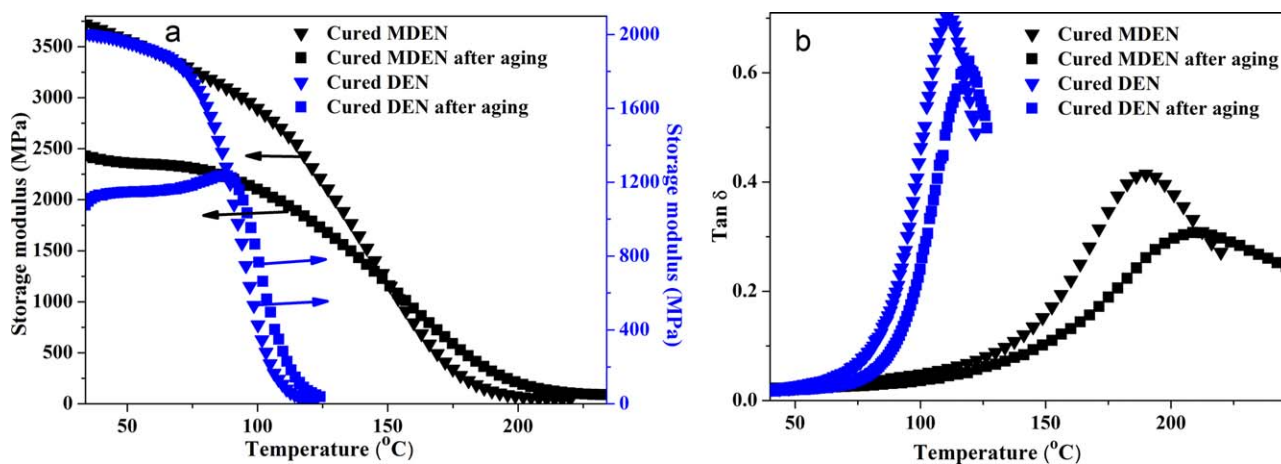 a
Cured MDEN
Cured MDEN after aging
Cured DEN
Cured DEN after aging
Storage modulus (MPa)
3500
3000
2500
2000
1500
1000
500
0
50
100
150
200
Temperature (°C)
2000
1600
1200
800
400
0
Storage modulus (MPa)
b
Cured MDEN
Cured MDEN after aging
Cured DEN
Cured DEN after aging
Tan δ
0.6
0.4
0.2
0.0
50
100
150
200
Temperature (°C)